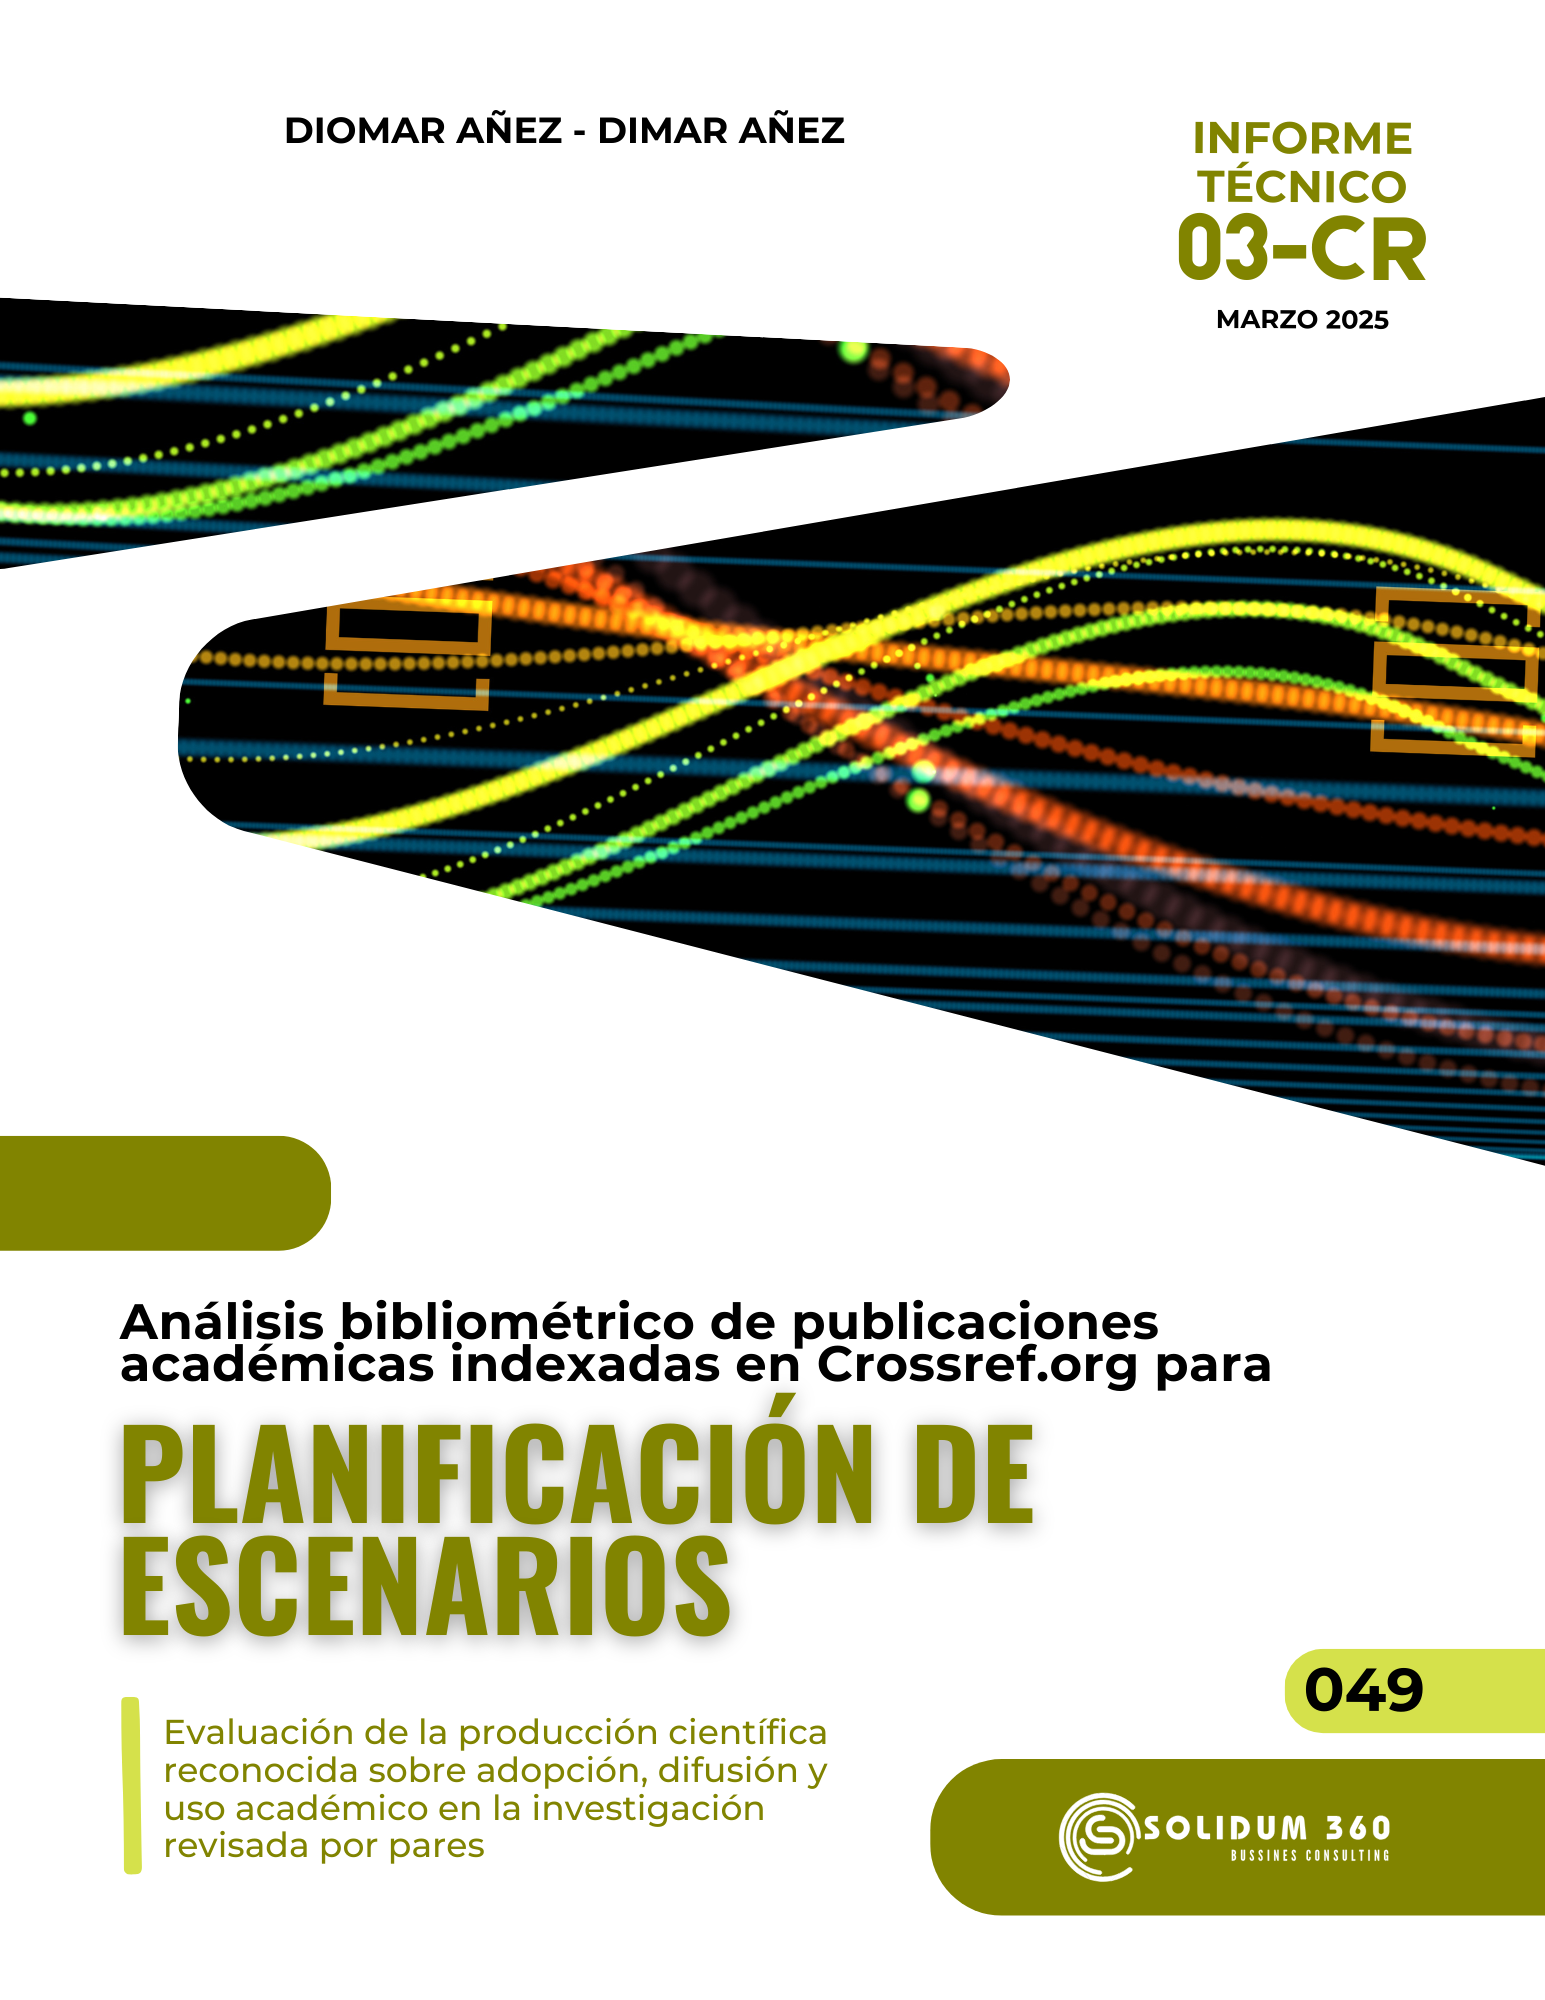 DIOMAR AÑEZ - DIMAR AÑEZ
INFORME
TÉCNICO
03-CR
MARZO 2025
Análisis bibliométrico de publicaciones
académicas indexadas en Crossref.org para
PLANIFICACIÓN DE
ESCENARIOS
049
Evaluación de la producción científica
reconocida sobre adopción, difusión y
uso académico en la investigación
revisada por pares
SOLIDUM 360
BUSSINES CONSULTING